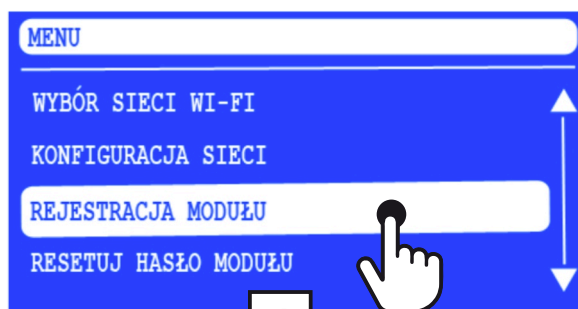 MENU
WYBÓR SIECI WI-FI
KONFIGURACJA SIECI
REJESTRACJA MODUŁU
RESETUJ HASŁO MODUŁU